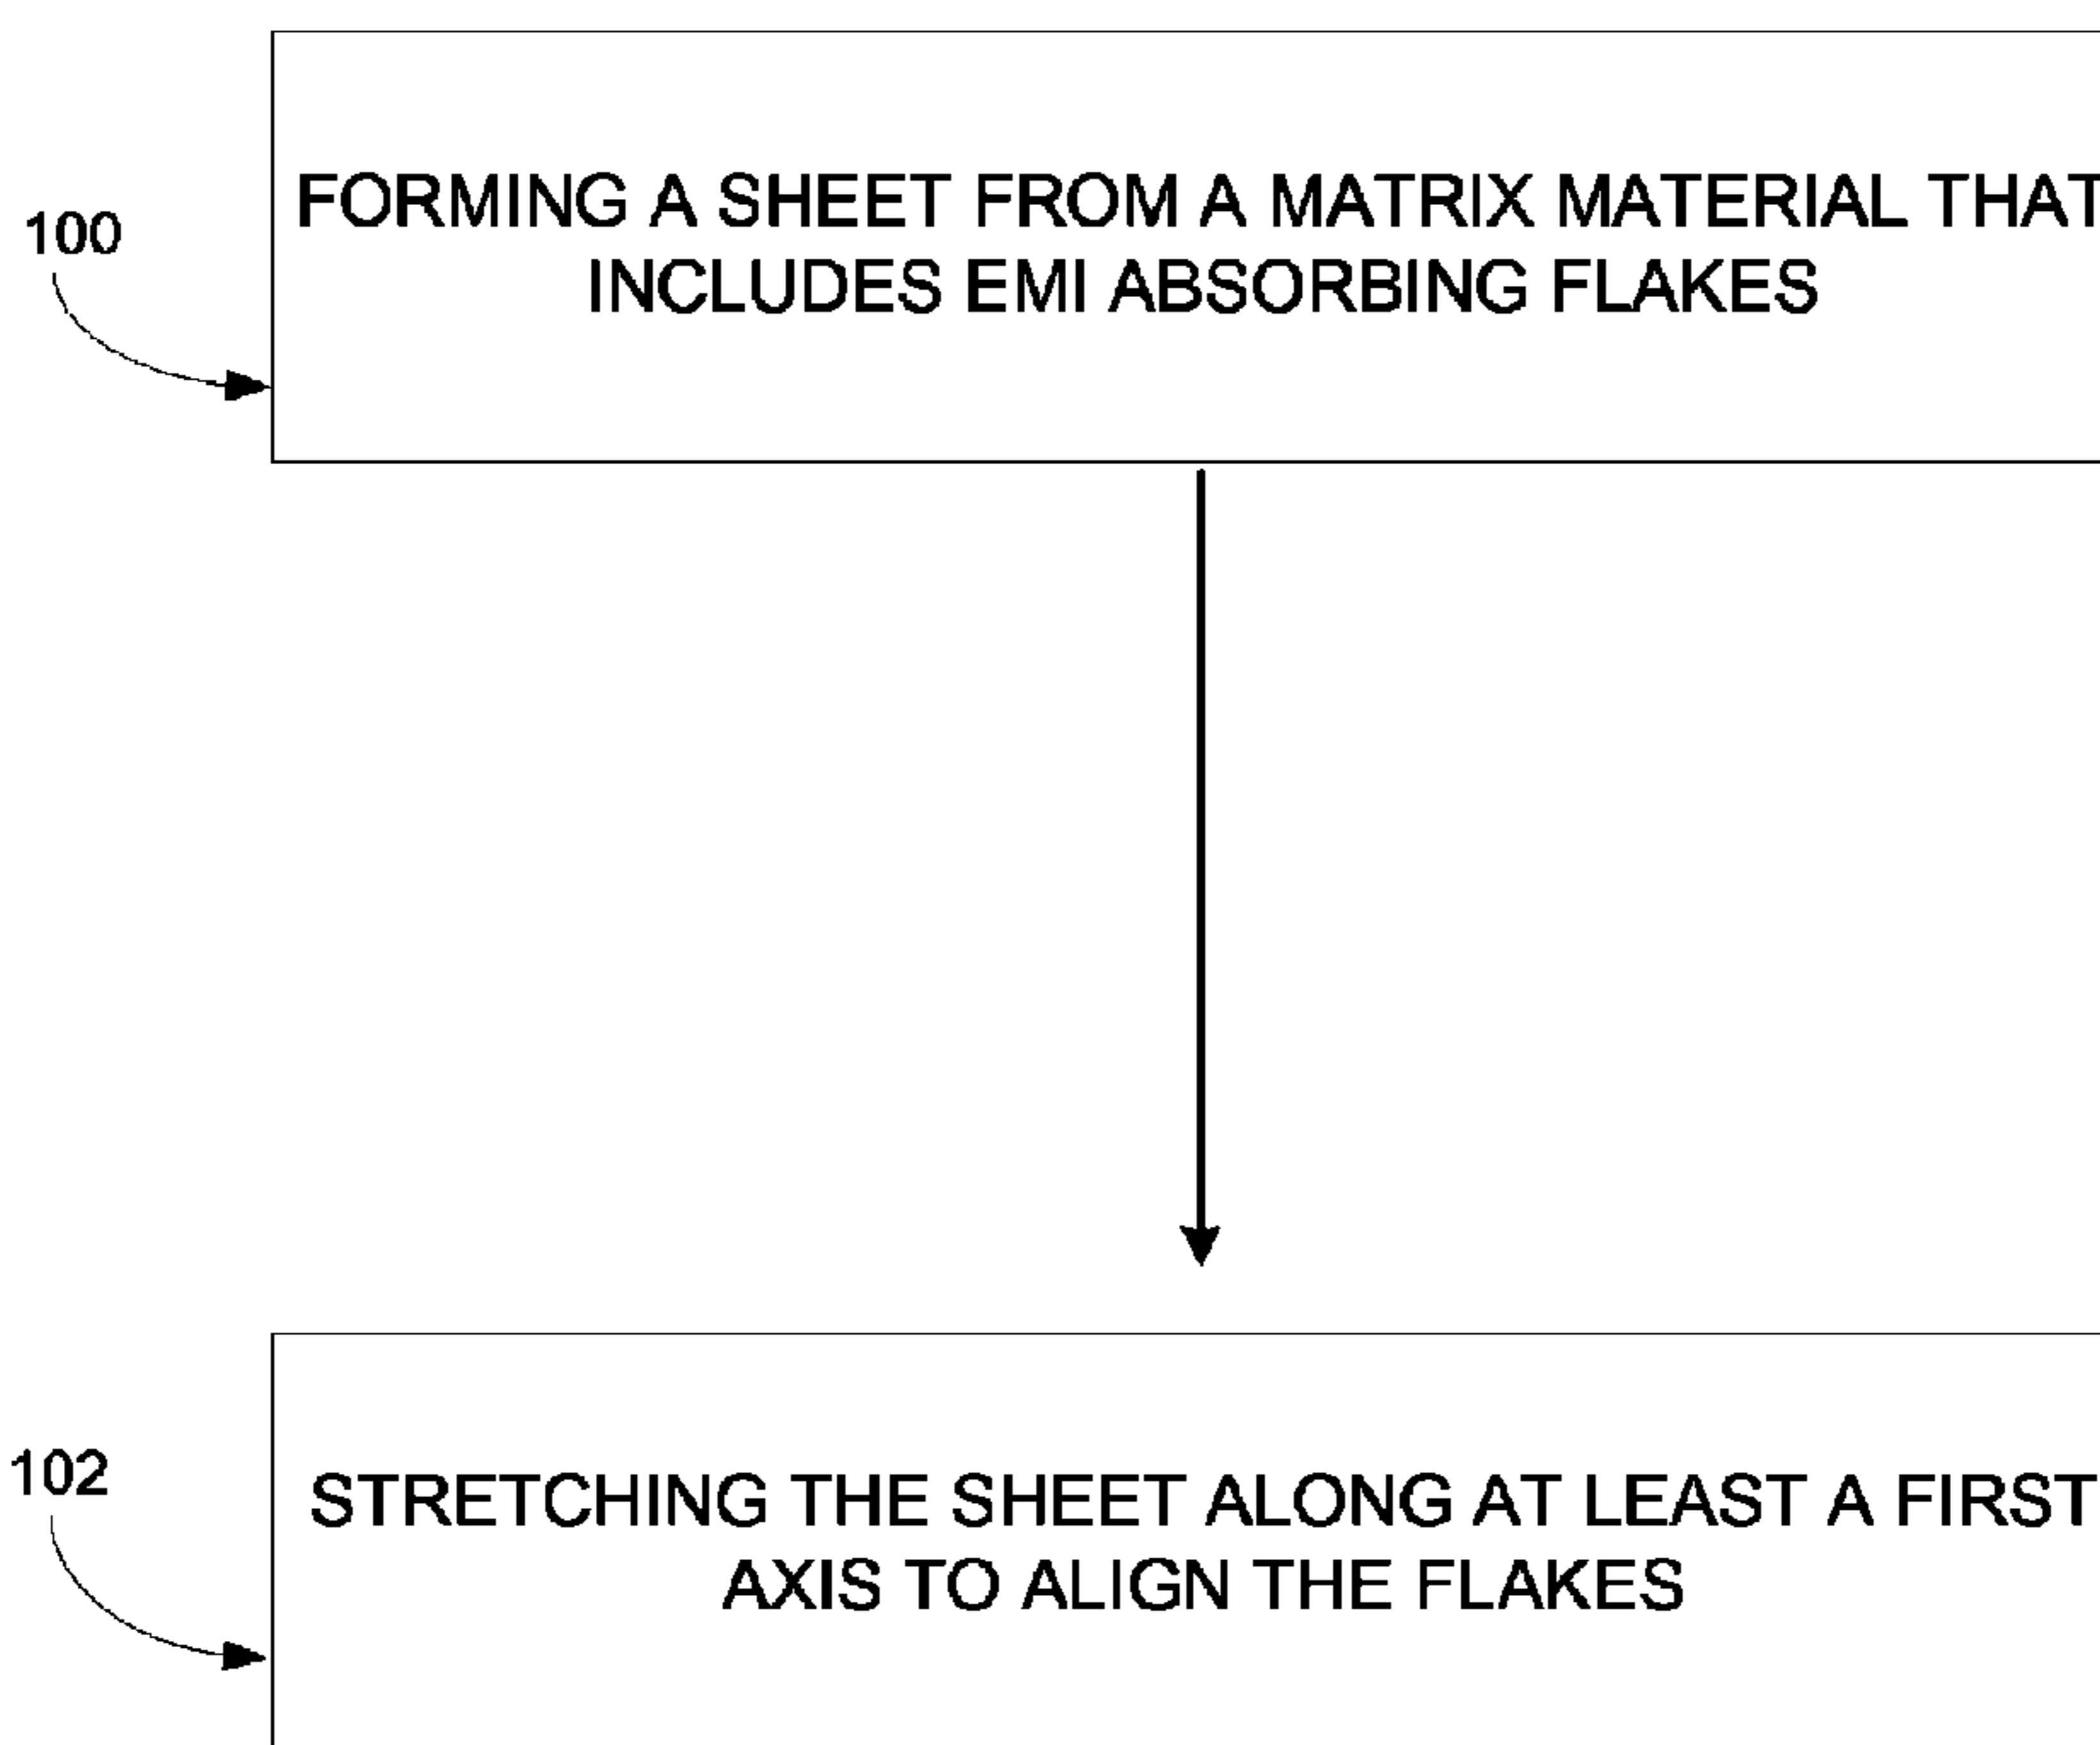 100
FORMING A SHEET FROM A MATRIX MATERIAL THAT
INCLUDES EMI ABSORBING FLAKES
102
STRETCHING THE SHEET ALONG AT LEAST A FIRST
AXIS TO ALIGN THE FLAKES